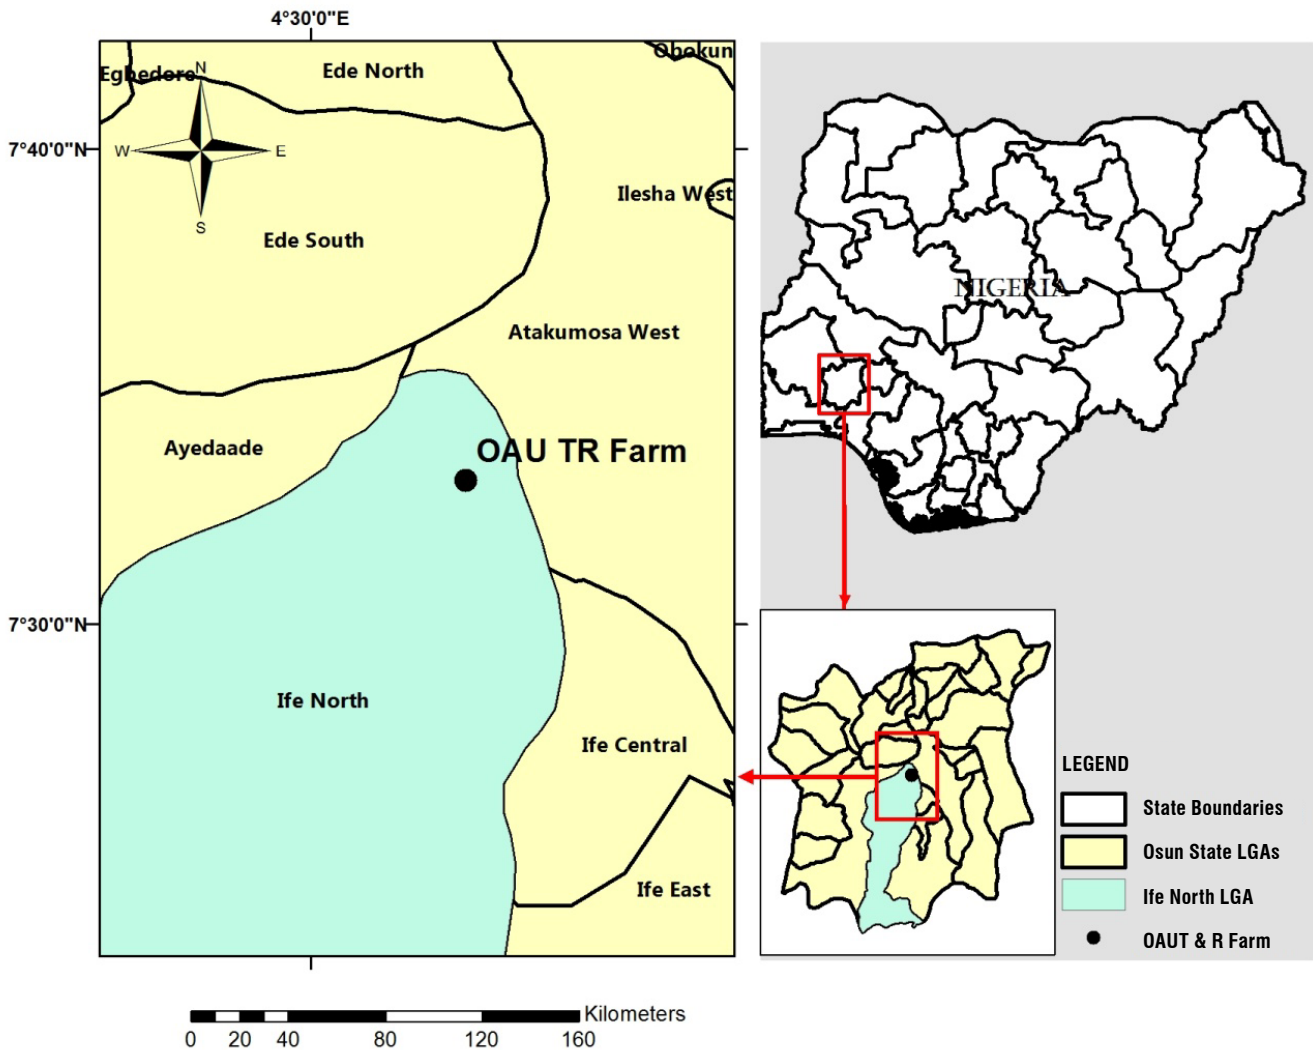 4°30'0"E
Egbedore
N
Ede North
Obokun
7°40'0"N
W
E
S
Ilesha West
Ede South
NIGERIA
Atakumosa West
Ayedaade
OAU TR Farm
7°30'0"N
Ife North
Ife Central
Ife East
LEGEND
State Boundaries
Osun State LGAs
Ife North LGA
OAUT & R Farm
Kilometers
0 20 40 80 120 160